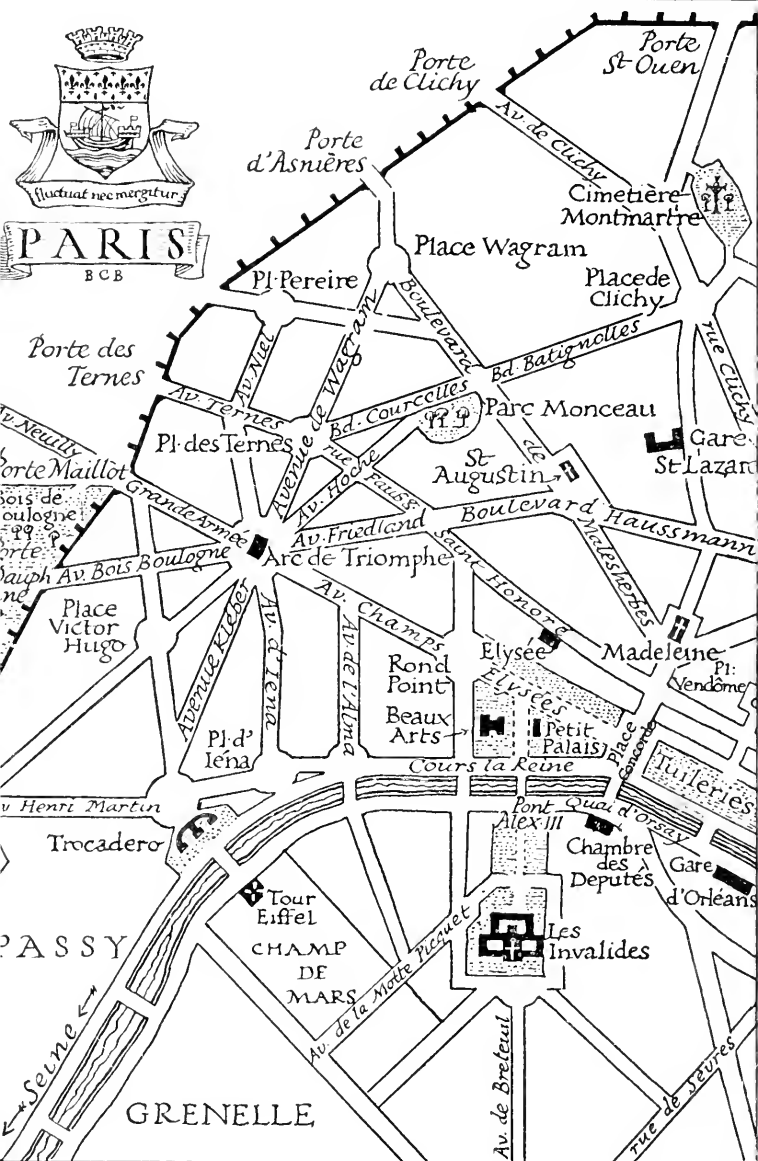 fluctuat nec mergitur
PARIS
BCB
Porte
St Ouen
Porte
de Clichy
Av. de Clichy
Porte
d'Asnières
Cimetière
Montmartre
Place Wagram
Pl. Pereire
Place de
Clichy
Boulevard
Avenue de Wagram
Av. Niel
Bd. Batignolles
rue Clichy
Porte des
Ternes
Av. Ternes
Bd. Courcelles
Parc Monceau
Av. Neuilly
Pl. des Ternes
Gare
St Lazare
St
Augustin
de
Porte Maillot
rue Faubg
Av. Hoche
Grande Armée
Bois de
Boulogne
Av. Friedland
Boulevard Haussmann
Malesherbes
Porte
Dauphine
Av. Bois Boulogne
Arc de Triomphe
Saint Honoré
Place
Victor
Hugo
Avenue Kléber
Av. d'Iena
Av. de l'Alma
Av. Champs
Elysées
Elysée
Madeleine
Rond
Point
Pl:
Vendôme
Beaux
Arts
Petit
Palais
Place
Concorde
Pl. d'
Iéna
Cours la Reine
Tuileries
Av Henri Martin
Pont
Alex III
Quai d'Orsay
Trocadero
Chambre
des
Deputés
Gare
d'Orléans
Tour
Eiffel
PASSY
CHAMP
DE
MARS
Av. de la Motte Picquet
Les
Invalides
Seine
Av. de Breteuil
rue de Sèvres
GRENELLE